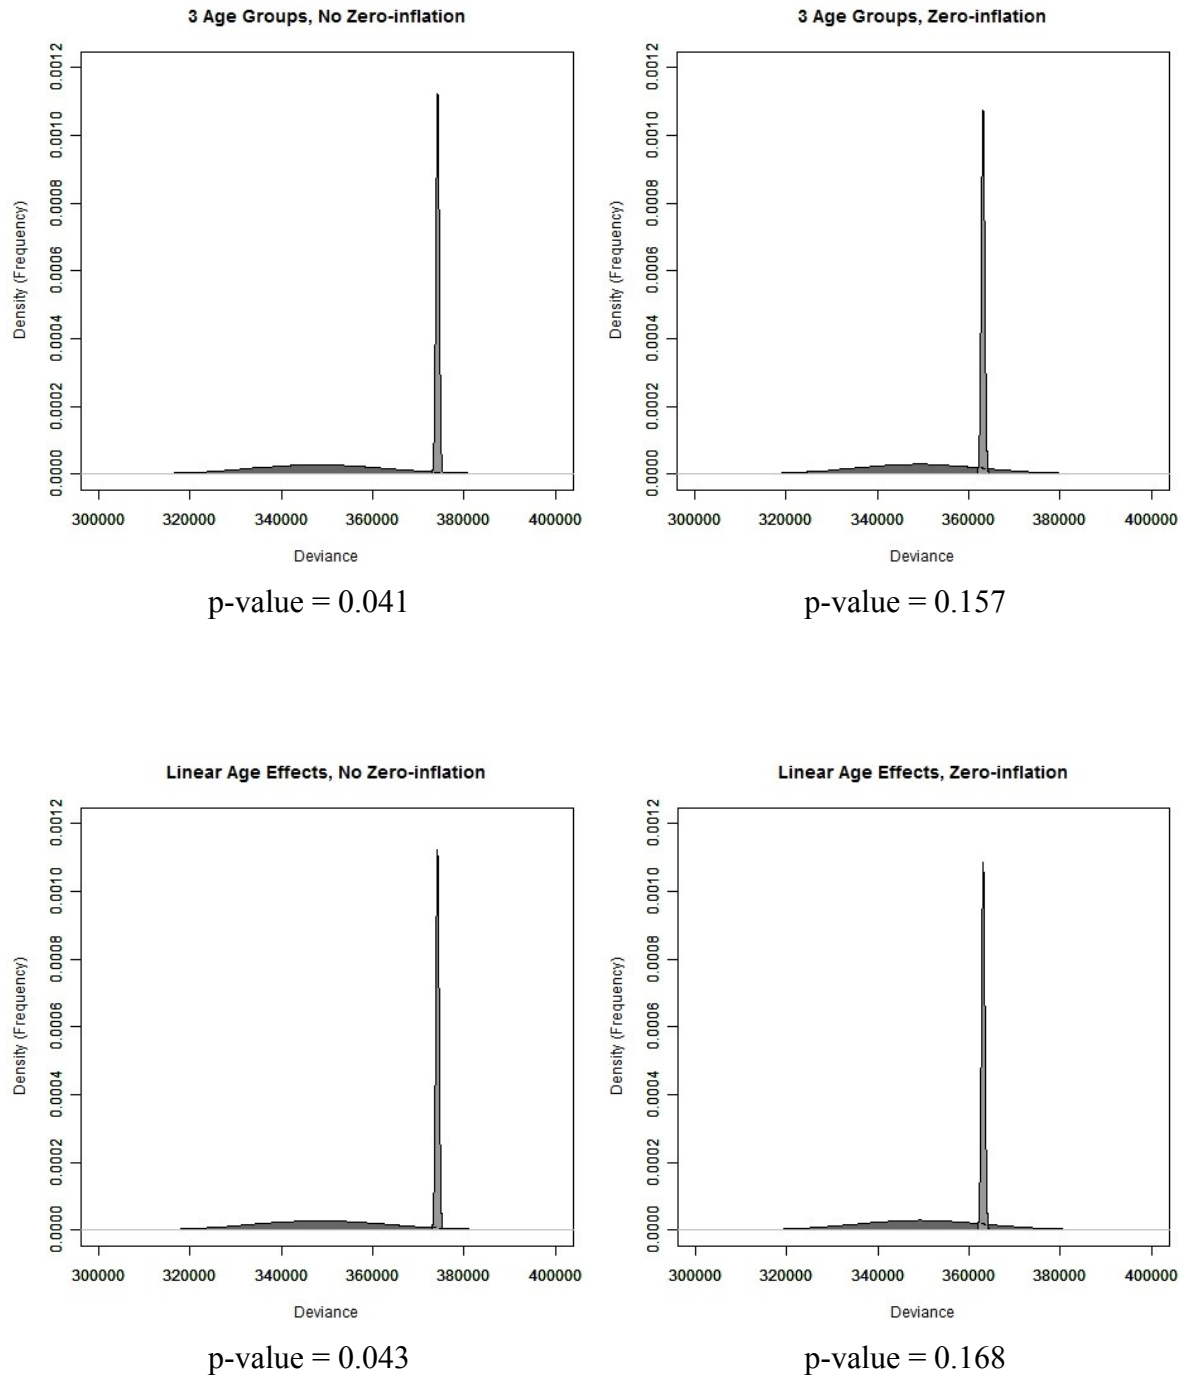 3 Age Groups, No Zero-inflation
Density (Frequency)
0.0000 0.0002 0.0004 0.0006 0.0008 0.0010 0.0012
300000 320000 340000 360000 380000 400000
Deviance
p-value = 0.041
3 Age Groups, Zero-inflation
Density (Frequency)
0.0000 0.0002 0.0004 0.0006 0.0008 0.0010 0.0012
300000 320000 340000 360000 380000 400000
Deviance
p-value = 0.157
Linear Age Effects, No Zero-inflation
Density (Frequency)
0.0000 0.0002 0.0004 0.0006 0.0008 0.0010 0.0012
300000 320000 340000 360000 380000 400000
Deviance
p-value = 0.043
Linear Age Effects, Zero-inflation
Density (Frequency)
0.0000 0.0002 0.0004 0.0006 0.0008 0.0010 0.0012
300000 320000 340000 360000 380000 400000
Deviance
p-value = 0.168